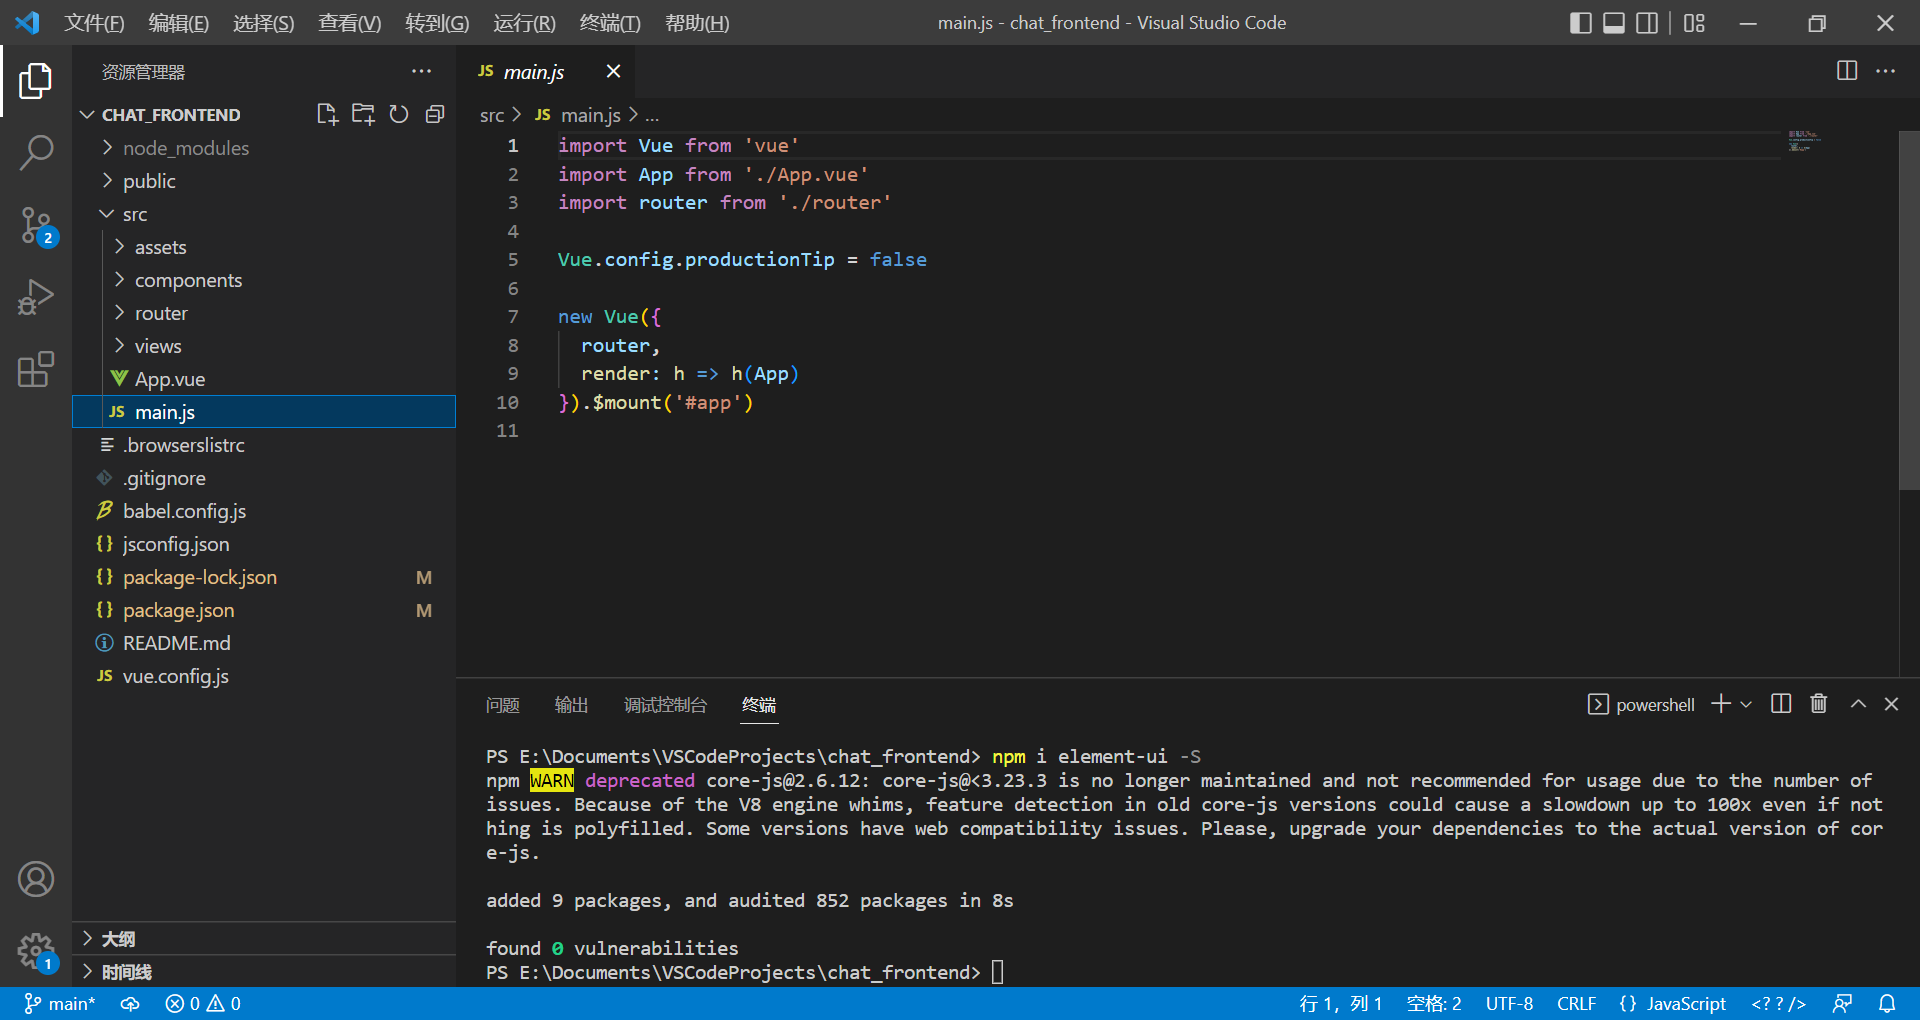 文件(F) 编辑(E) 选择(S) 查看(V) 转到(G) 运行(R) 终端(T) 帮助(H) main.js - chat_frontend - Visual Studio Code
资源管理器
CHAT_FRONTEND
node_modules
public
src
assets
components
router
views
App.vue
JS main.js
.browserslistrc
.gitignore
babel.config.js
{} jsconfig.json
{} package-lock.json M
{} package.json M
README.md
JS vue.config.js
大纲
时间线
2
1
JS main.js
src > JS main.js > ...
1 import Vue from 'vue'
2 import App from './App.vue'
3 import router from './router'
4
5 Vue.config.productionTip = false
6
7 new Vue({
8 router,
9 render: h => h(App)
10 }).$mount('#app')
11
问题 输出 调试控制台 终端 powershell
PS E:\Documents\VSCodeProjects\chat_frontend> npm i element-ui -S
npm WARN deprecated core-js@2.6.12: core-js@<3.23.3 is no longer maintained and not recommended for usage due to the number of
issues. Because of the V8 engine whims, feature detection in old core-js versions could cause a slowdown up to 100x even if not
hing is polyfilled. Some versions have web compatibility issues. Please, upgrade your dependencies to the actual version of cor
e-js.
added 9 packages, and audited 852 packages in 8s
found 0 vulnerabilities
PS E:\Documents\VSCodeProjects\chat_frontend>
main* 0 0 行 1，列 1 空格: 2 UTF-8 CRLF {} JavaScript <??/>